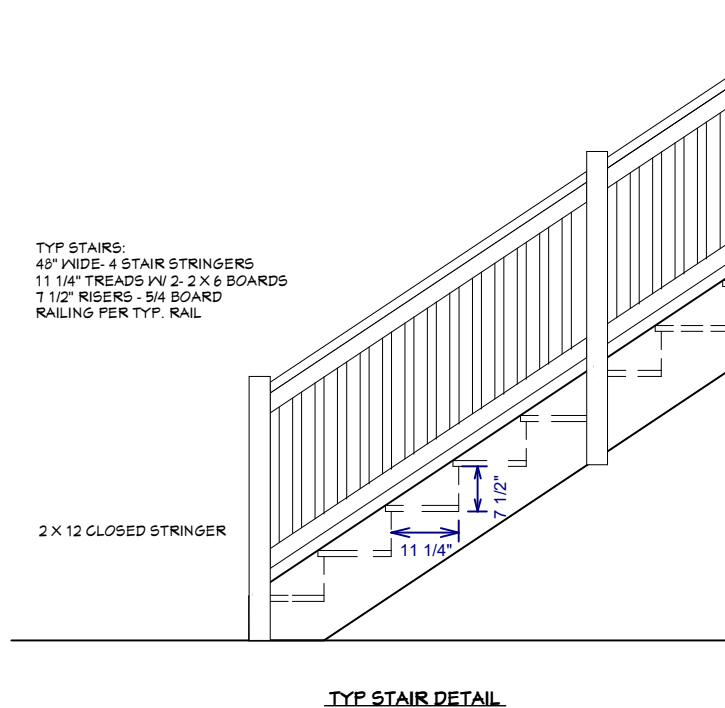 TYP STAIRS:
48" WIDE- 4 STAIR STRINGERS
11 1/4" TREADS W/ 2- 2 X 6 BOARDS
7 1/2" RISERS - 5/4 BOARD
RAILING PER TYP. RAIL
7 1/2"
2 X 12 CLOSED STRINGER
11 1/4"
TYP STAIR DETAIL